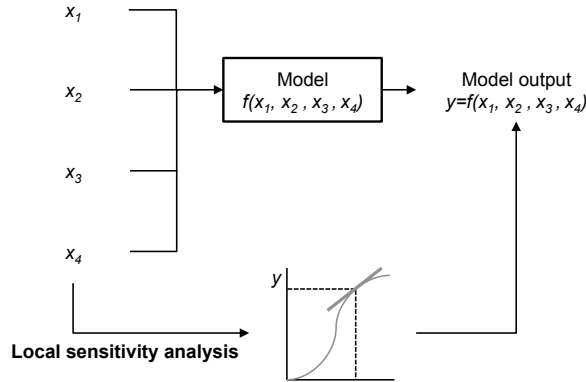 x₁
Model
f(x₁, x₂ , x₃ , x₄)
Model output
y=f(x₁, x₂ , x₃ , x₄)
x₂
x₃
x₄
y
Local sensitivity analysis